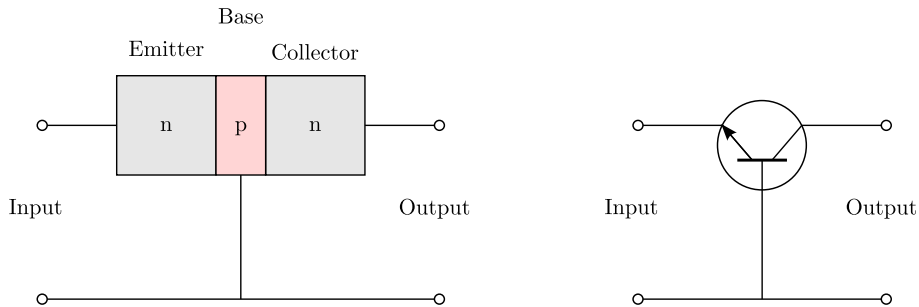 Base
Emitter
Collector
n
p
n
Input
Output
Input
Output